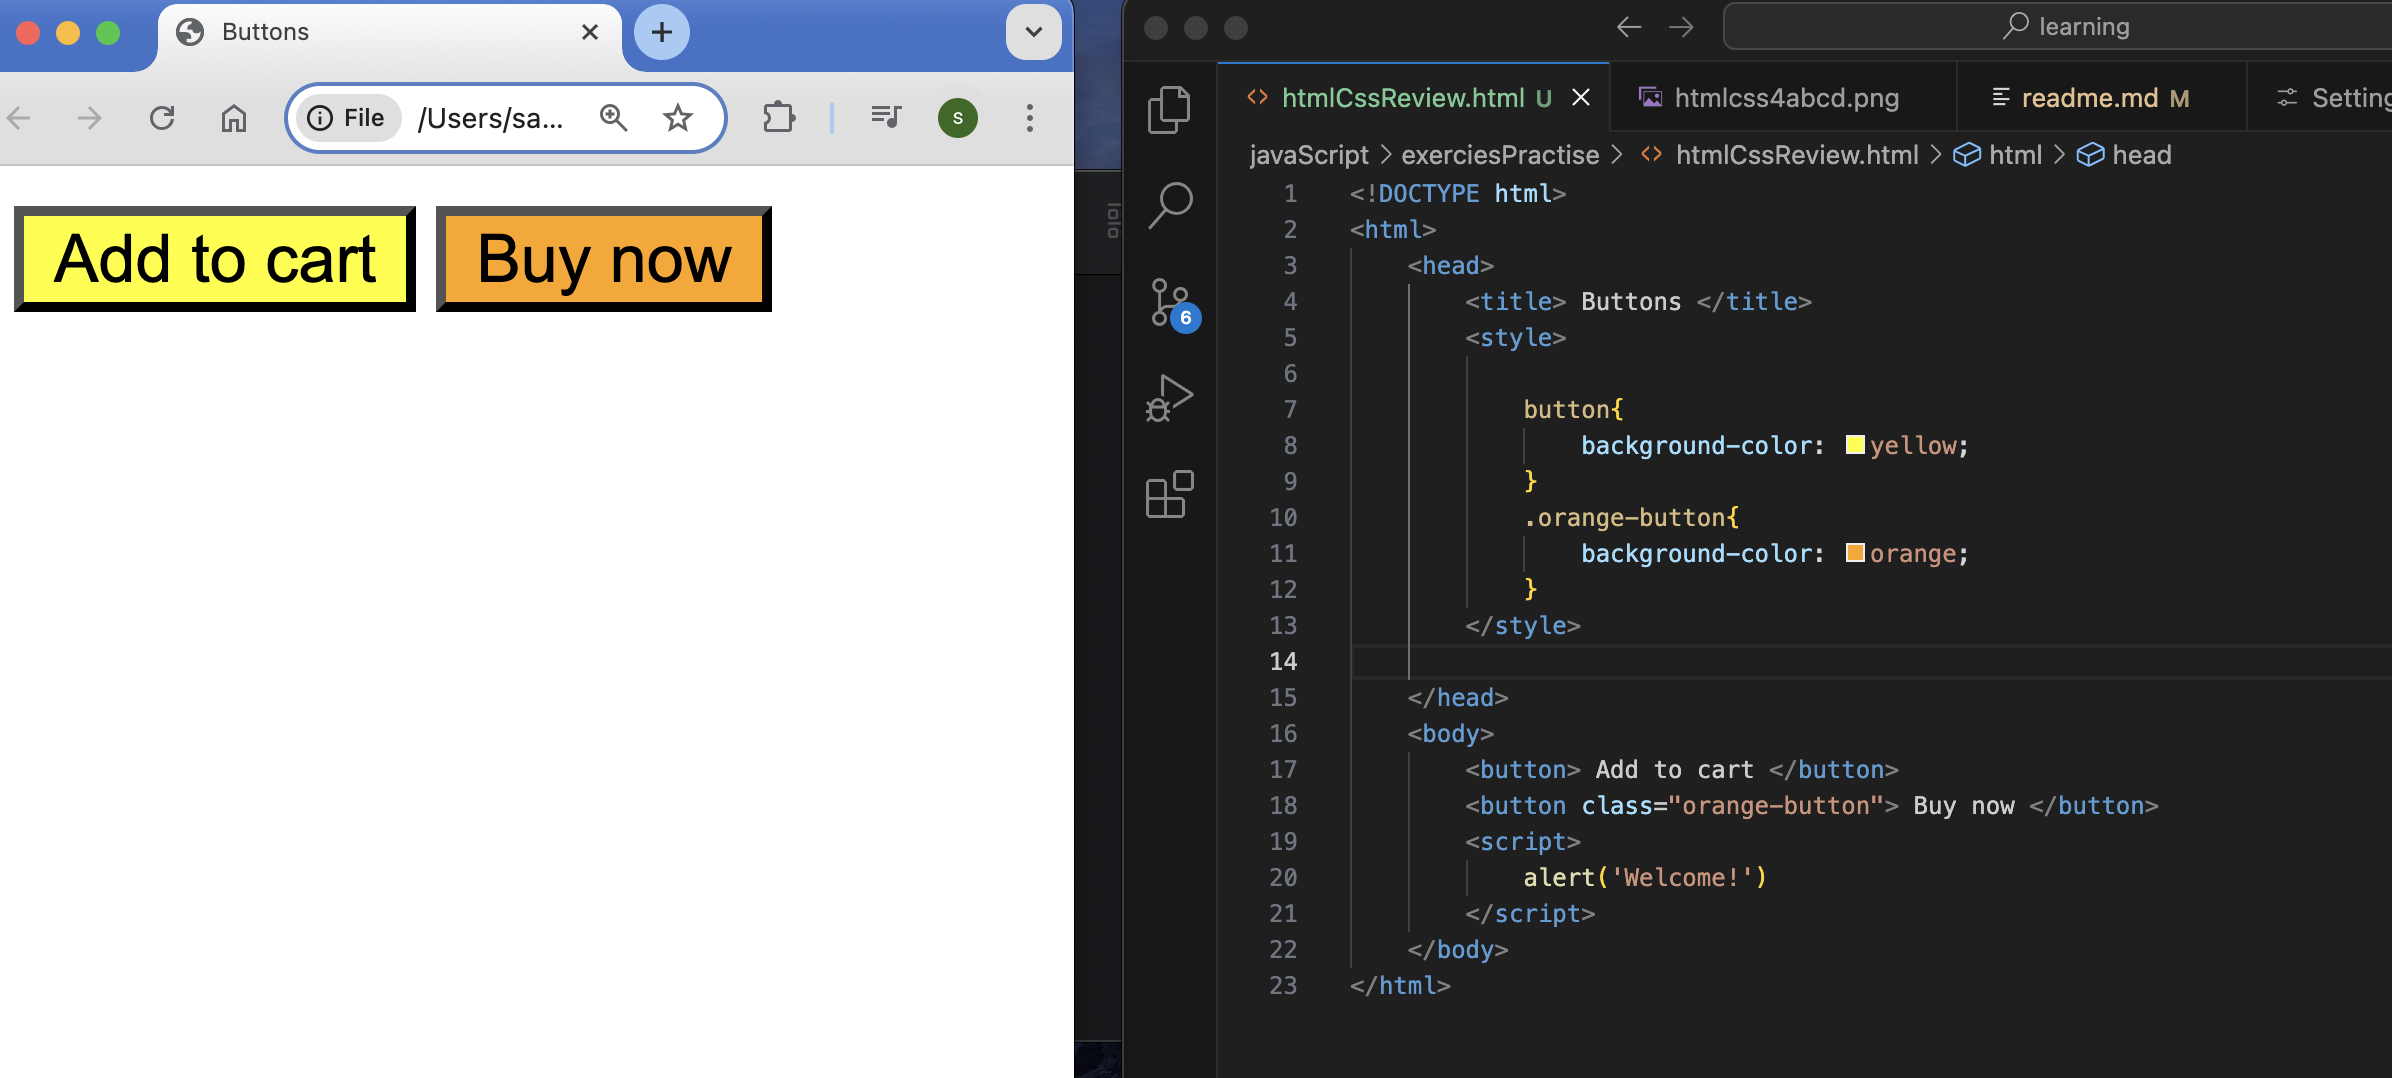 Buttons
File /Users/sa...
S
Add to cart
Buy now
learning
htmlCssReview.html U
htmlcss4abcd.png
readme.md M
Setting
javaScript > exerciesPractise > htmlCssReview.html > html > head
6
1 <!DOCTYPE html>
2 <html>
3 <head>
4 <title> Buttons </title>
5 <style>
6
7 button{
8 background-color: yellow;
9 }
10 .orange-button{
11 background-color: orange;
12 }
13 </style>
14
15 </head>
16 <body>
17 <button> Add to cart </button>
18 <button class="orange-button"> Buy now </button>
19 <script>
20 alert('Welcome!')
21 </script>
22 </body>
23 </html>